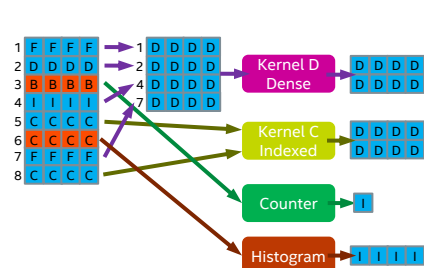 1 F F F F
2 D D D D
3 B B B B
4 I I I I
5 C C C C
6 C C C C
7 F F F F
8 C C C C
1 D D D D
2 D D D D
4 D D D D
7 D D D D
Kernel D
Dense
D D D D
D D D D
Kernel C
Indexed
D D D D
D D D D
Counter
I
Histogram
I I I I